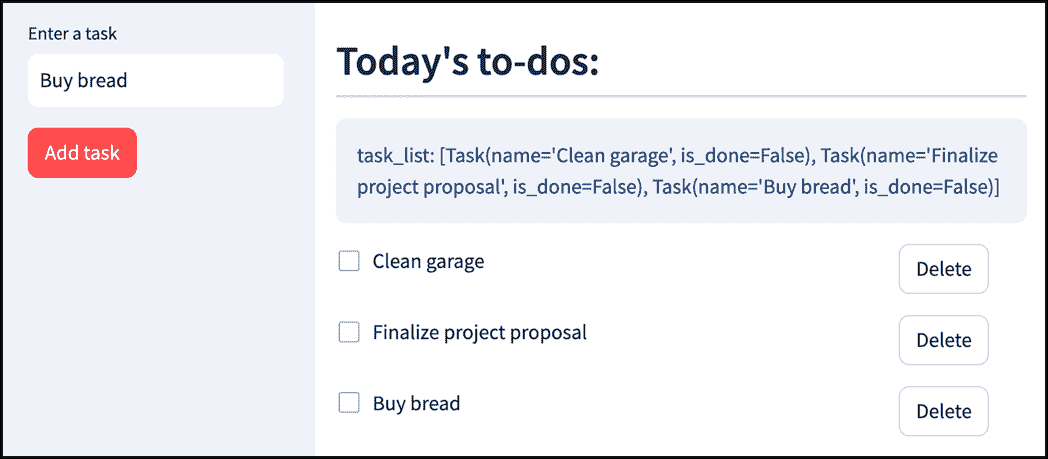 Enter a task
Buy bread
Add task
Today's to-dos:
task_list: [Task(name='Clean garage', is_done=False), Task(name='Finalize
project proposal', is_done=False), Task(name='Buy bread', is_done=False)]
Clean garage
Delete
Finalize project proposal
Delete
Buy bread
Delete